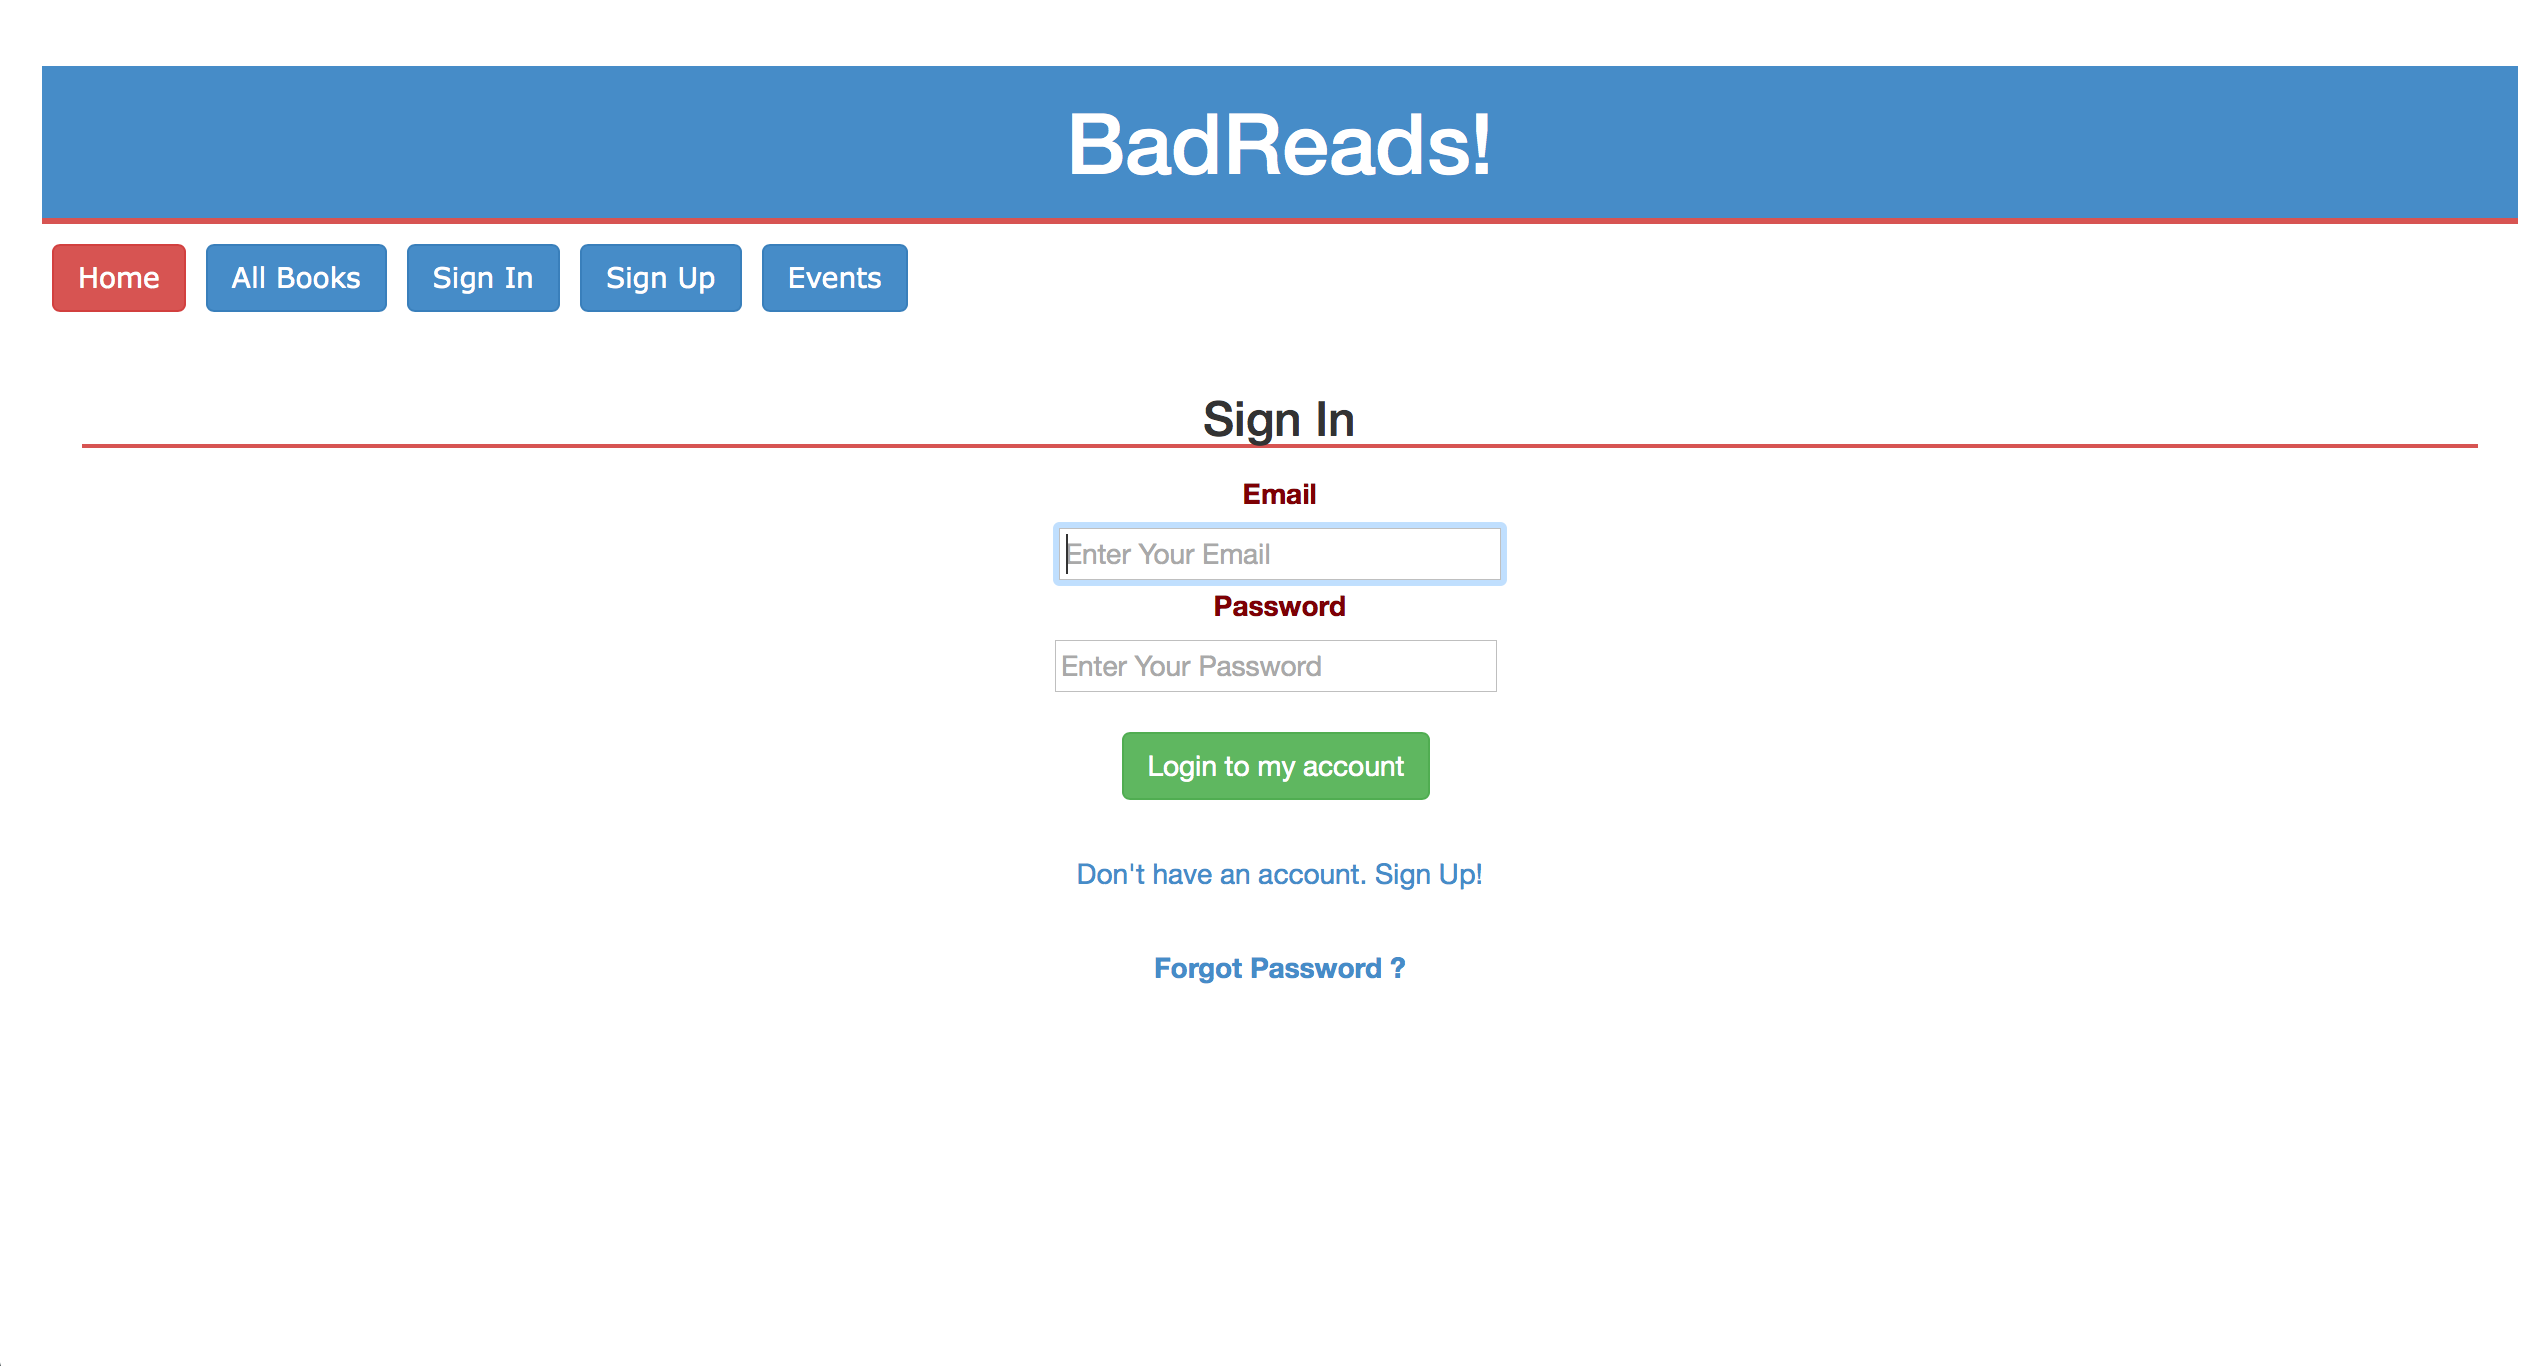 BadReads!
Home All Books Sign In Sign Up Events
Sign In
Email
Enter Your Email
Password
Enter Your Password
Login to my account
Don't have an account. Sign Up!
Forgot Password ?